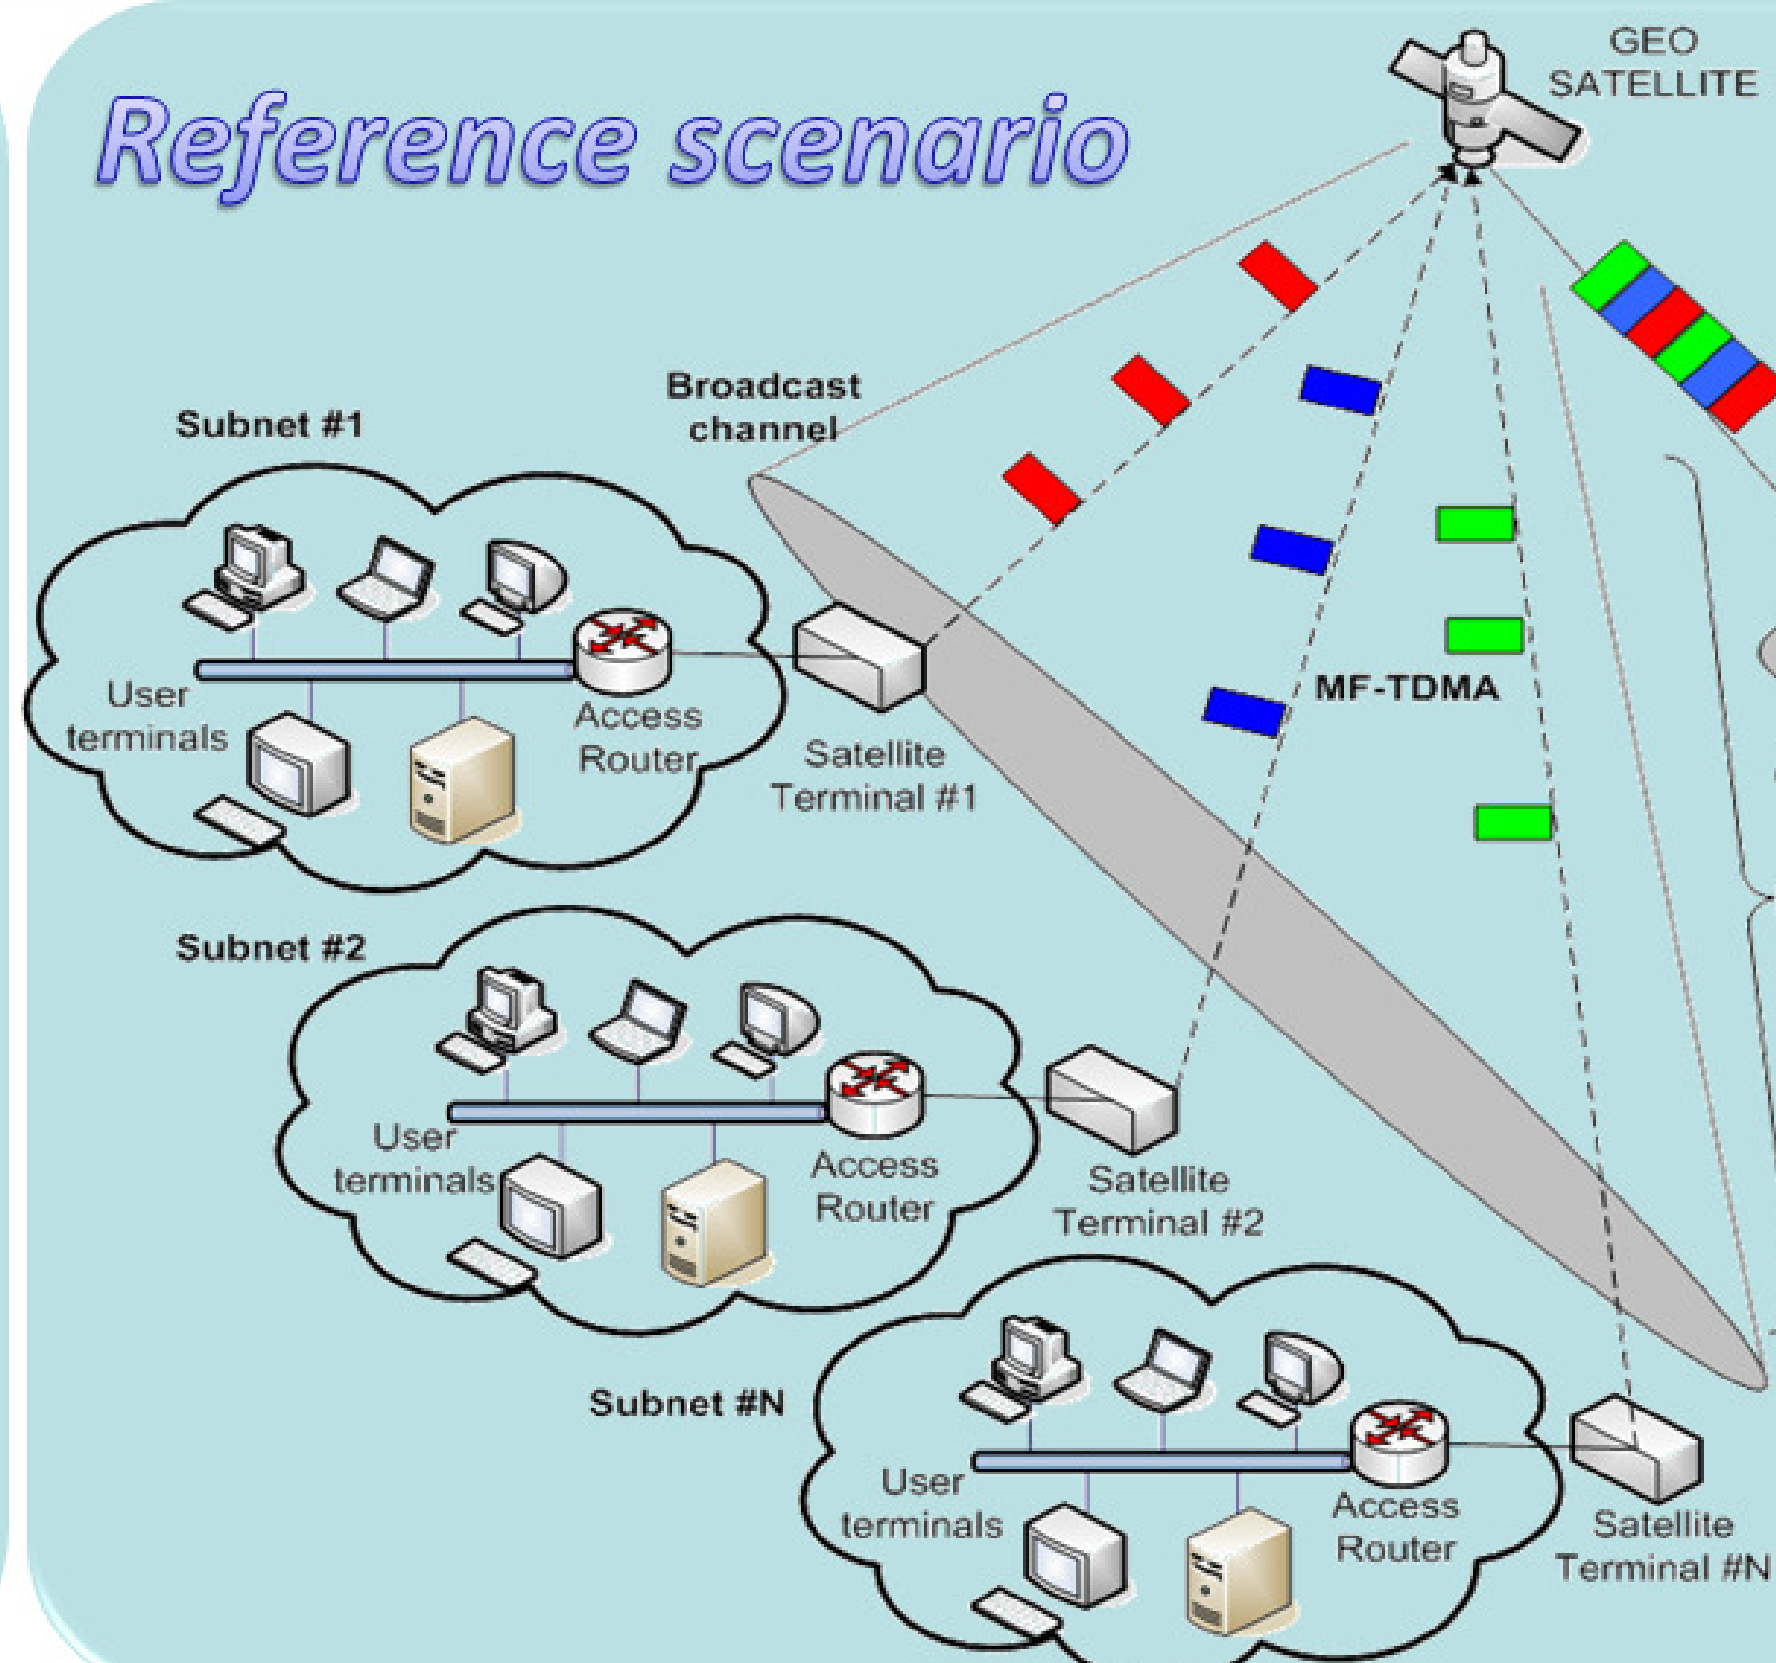 Reference scenario
GEO
SATELLITE
Broadcast
channel
Subnet #1
User
terminals
Access
Router
Satellite
Terminal #1
MF-TDMA
Subnet #2
User
terminals
Access
Router
Satellite
Terminal #2
Subnet #N
User
terminals
Access
Router
Satellite
Terminal #N